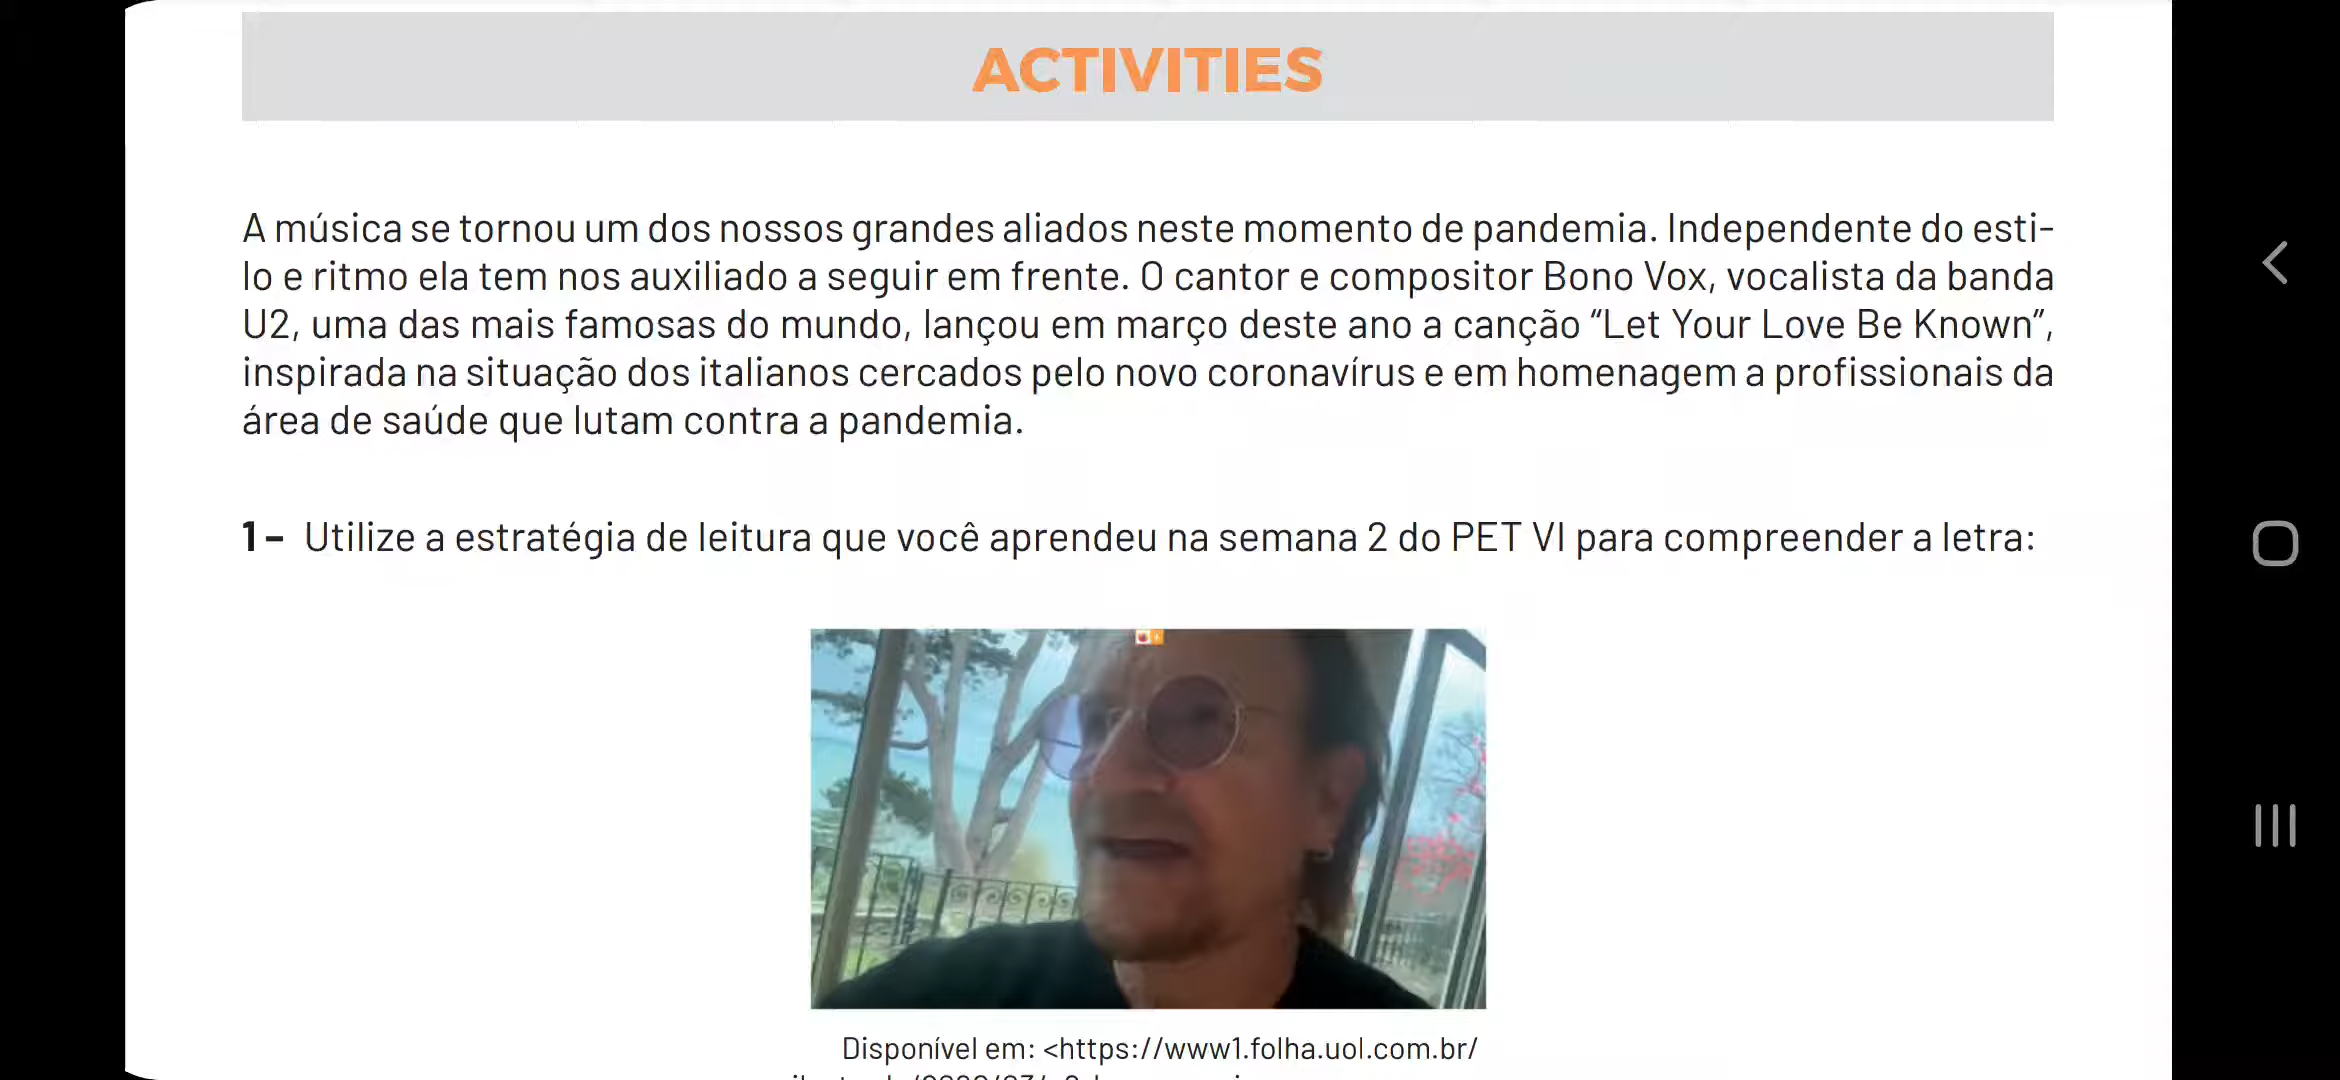 ACTIVITIES
A música se tornou um dos nossos grandes aliados neste momento de pandemia. Independente do esti-
lo e ritmo ela tem nos auxiliado a seguir em frente. O cantor e compositor Bono Vox, vocalista da banda
U2, uma das mais famosas do mundo, lançou em março deste ano a canção “Let Your Love Be Known”,
inspirada na situação dos italianos cercados pelo novo coronavírus e em homenagem a profissionais da
área de saúde que lutam contra a pandemia.
1- Utilize a estratégia de leitura que você aprendeu na semana 2 do PET VI para compreender a letra:
Disponível em: <https://www1.folha.uol.com.br/